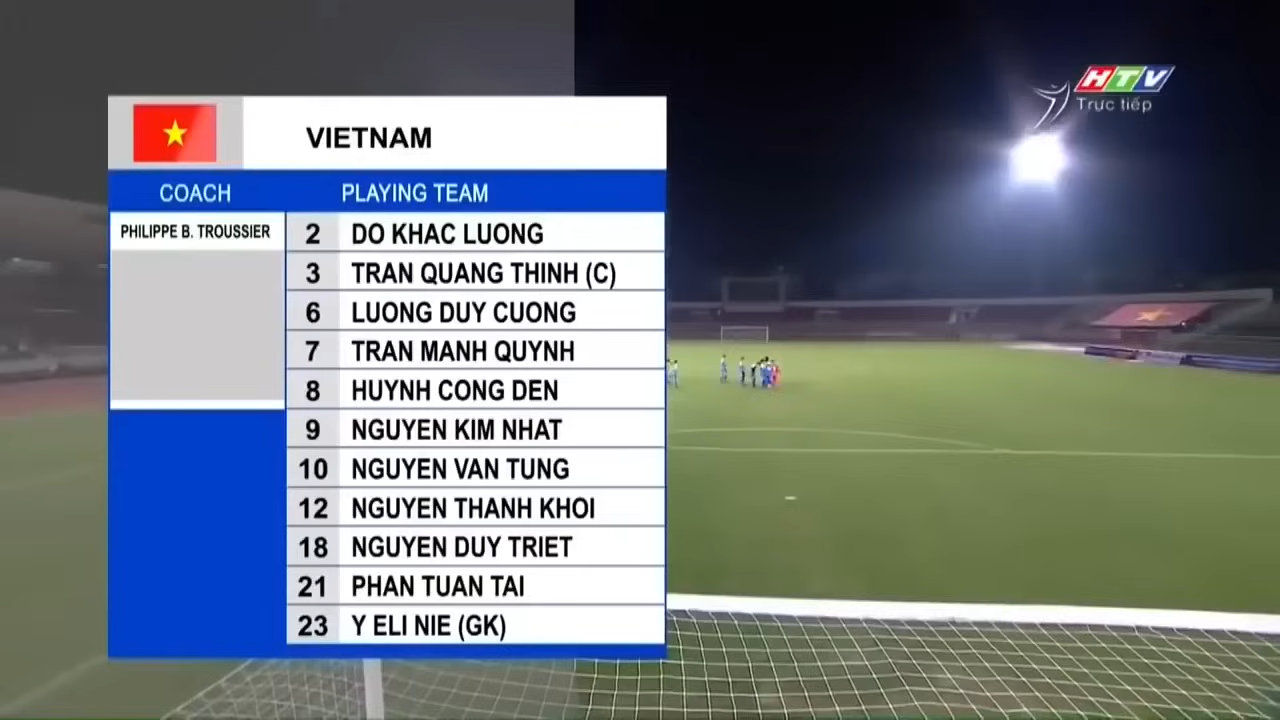 HTV
Trực tiếp
VIETNAM
COACH PLAYING TEAM
PHILIPPE B. TROUSSIER
2 DO KHAC LUONG
3 TRAN QUANG THINH (C)
6 LUONG DUY CUONG
7 TRAN MANH QUYNH
8 HUYNH CONG DEN
9 NGUYEN KIM NHAT
10 NGUYEN VAN TUNG
12 NGUYEN THANH KHOI
18 NGUYEN DUY TRIET
21 PHAN TUAN TAI
23 Y ELI NIE (GK)